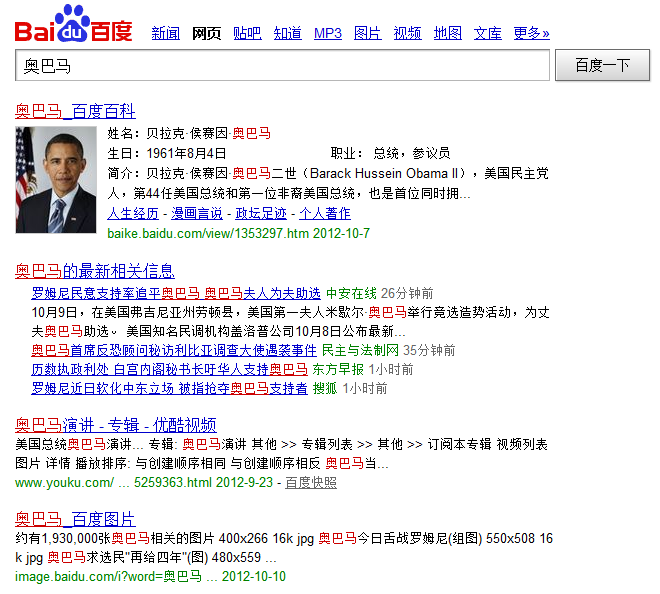 Bai du 百度 新闻 网页 贴吧 知道 MP3 图片 视频 地图 文库 更多»
奥巴马 百度一下
奥巴马_百度百科
姓名：贝拉克·侯赛因·奥巴马
生日：1961年8月4日 职业： 总统，参议员
简介：贝拉克·侯赛因·奥巴马二世（Barack Hussein Obama II），美国民主党
人，第44任美国总统和第一位非裔美国总统，也是首位同时拥...
人生经历 - 漫画言说 - 政坛足迹 - 个人著作
baike.baidu.com/view/1353297.htm 2012-10-7
奥巴马的最新相关信息
罗姆尼民意支持率追平奥巴马 奥巴马夫人为夫助选 中安在线 26分钟前
10月9日，在美国弗吉尼亚州劳顿县，美国第一夫人米歇尔·奥巴马举行竞选造势活动，为丈
夫奥巴马助选。 美国知名民调机构盖洛普公司10月8日公布最新...
奥巴马首席反恐顾问秘访利比亚调查大使遇袭事件 民主与法制网 35分钟前
历数执政利处 白宫内阁秘书长吁华人支持奥巴马 东方早报 1小时前
罗姆尼近日软化中东立场 被指抢夺奥巴马支持者 搜狐 1小时前
奥巴马演讲 - 专辑 - 优酷视频
美国总统奥巴马演讲... 专辑: 奥巴马演讲 其他 >> 专辑列表 >> 其他 >> 订阅本专辑 视频列表
图片 详情 播放排序: 与创建顺序相同 与创建顺序相反 奥巴马当...
www.youku.com/ ... 5259363.html 2012-9-23 - 百度快照
奥巴马_百度图片
约有1,930,000张奥巴马相关的图片 400x266 16k jpg 奥巴马今日舌战罗姆尼(组图) 550x508 16
k jpg 奥巴马求选民"再给四年"(图) 480x559 ...
image.baidu.com/i?word=奥巴马 ... 2012-10-10